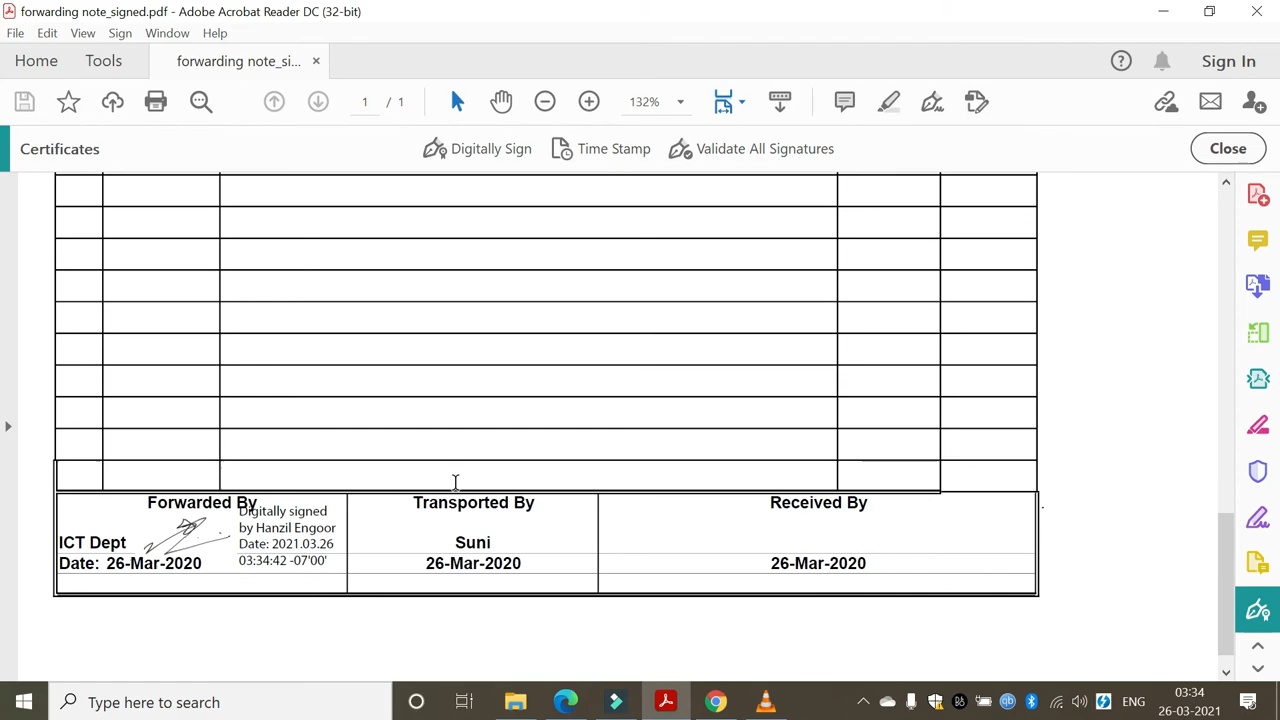 forwarding note_signed.pdf - Adobe Acrobat Reader DC (32-bit)
File Edit View Sign Window Help
Home Tools forwarding note_si... × Sign In
1 / 1 132%
Certificates Digitally Sign Time Stamp Validate All Signatures Close
Forwarded By Transported By Received By
Digitally signed
by Hanzil Engoor
ICT Dept Date: 2021.03.26 Suni
03:34:42 -07'00'
Date: 26-Mar-2020 26-Mar-2020 26-Mar-2020
Type here to search ENG 03:34
26-03-2021